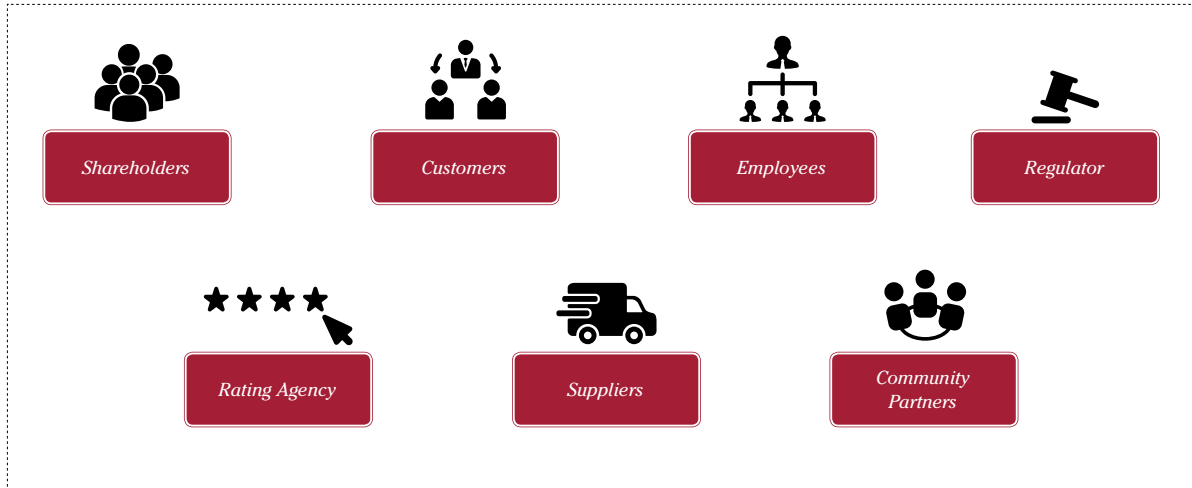 Shareholders
Customers
Employees
Regulator
Rating Agency
Suppliers
Community
Partners